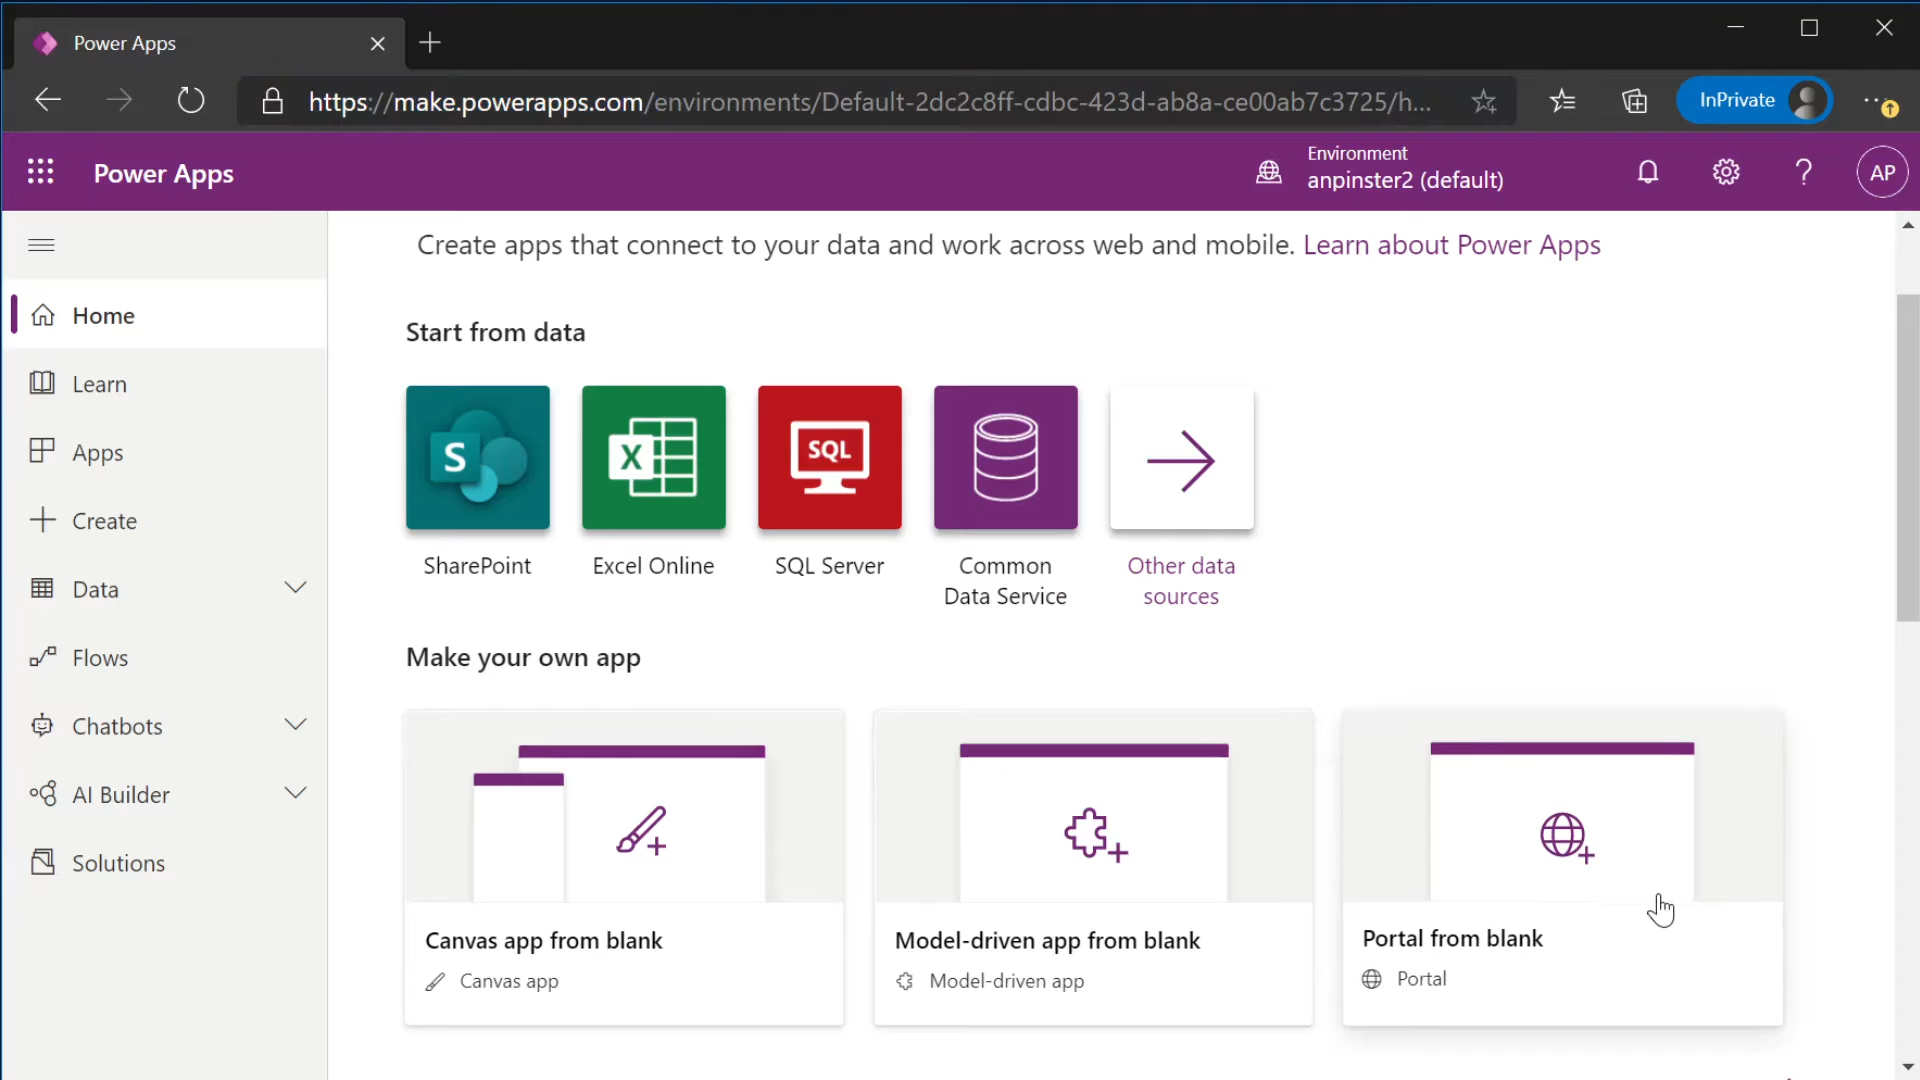 Power Apps
https://make.powerapps.com/environments/Default-2dc2c8ff-cdbc-423d-ab8a-ce00ab7c3725/h...
InPrivate
Power Apps
Environment
anpinster2 (default)
AP
Create apps that connect to your data and work across web and mobile. Learn about Power Apps
Home
Learn
Apps
Create
Data
Flows
Chatbots
AI Builder
Solutions
Start from data
S
X
SQL
SharePoint
Excel Online
SQL Server
Common
Data Service
Other data
sources
Make your own app
Canvas app from blank
Canvas app
Model-driven app from blank
Model-driven app
Portal from blank
Portal